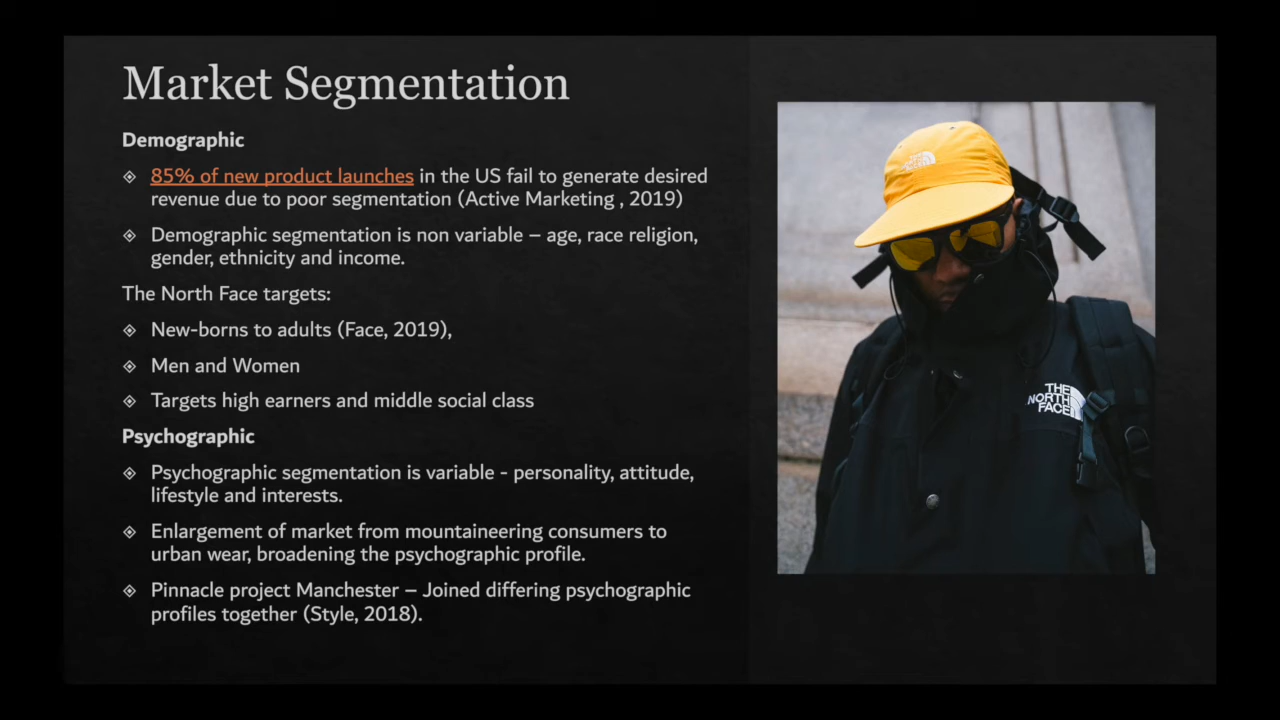 Market Segmentation
Demographic
85% of new product launches in the US fail to generate desired
revenue due to poor segmentation (Active Marketing , 2019)
Demographic segmentation is non variable – age, race religion,
gender, ethnicity and income.
The North Face targets:
New-borns to adults (Face, 2019),
Men and Women
Targets high earners and middle social class
Psychographic
Psychographic segmentation is variable - personality, attitude,
lifestyle and interests.
Enlargement of market from mountaineering consumers to
urban wear, broadening the psychographic profile.
Pinnacle project Manchester – Joined differing psychographic
profiles together (Style, 2018).
THE
NORTH
FACE